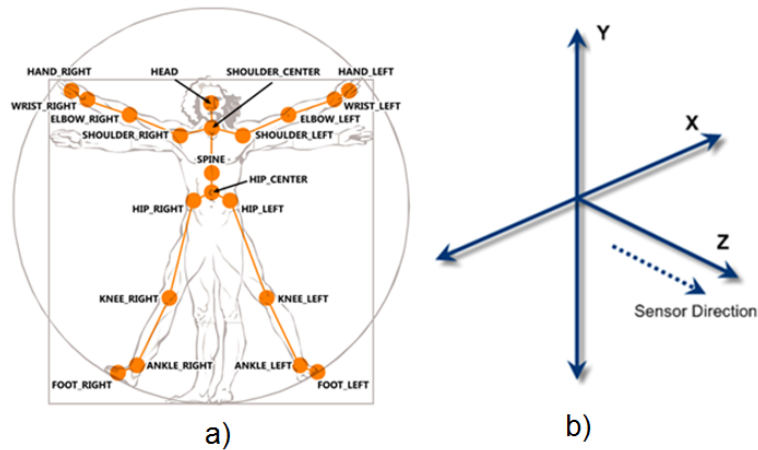 HAND_RIGHT
HEAD
SHOULDER_CENTER
HAND_LEFT
WRIST_RIGHT
WRIST_LEFT
ELBOW_RIGHT
ELBOW_LEFT
SHOULDER_RIGHT
SHOULDER_LEFT
SPINE
HIP_CENTER
HIP_RIGHT
HIP_LEFT
KNEE_RIGHT
KNEE_LEFT
ANKLE_RIGHT
ANKLE_LEFT
FOOT_RIGHT
FOOT_LEFT
a)
Y
X
Z
Sensor Direction
b)